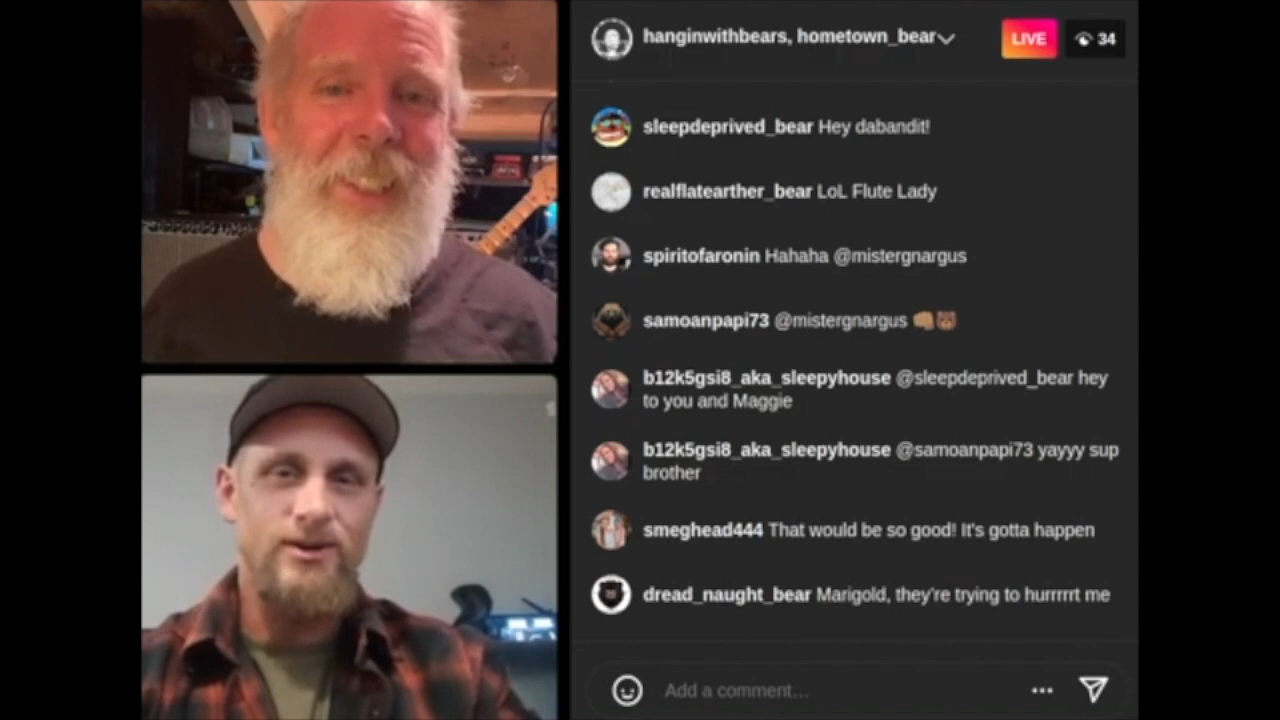 hanginwithbears, hometown_bear
LIVE
34
sleepdeprived_bear Hey dabandit!
realflatearther_bear LoL Flute Lady
spiritofaronin Hahaha @mistergnargus
samoanpapi73 @mistergnargus 👊🏽🐻
b12k5gsi8_aka_sleepyhouse @sleepdeprived_bear hey
to you and Maggie
b12k5gsi8_aka_sleepyhouse @samoanpapi73 yayyy sup
brother
smeghead444 That would be so good! It's gotta happen
dread_naught_bear Marigold, they're trying to hurrrrrt me
Add a comment...